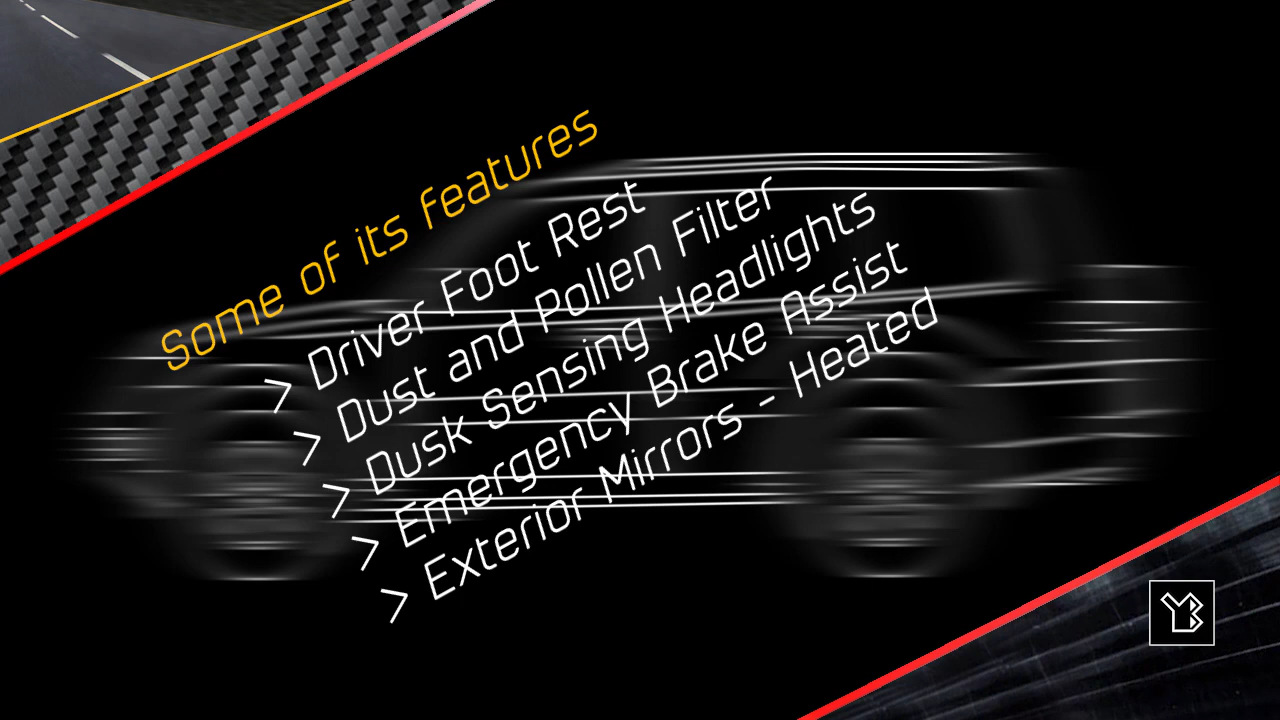 Some of its features
> Driver Foot Rest
> Dust and Pollen Filter
> Dusk Sensing Headlights
> Emergency Brake Assist
> Exterior Mirrors - Heated
YB